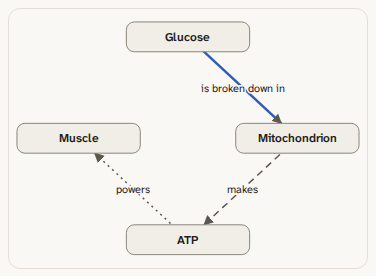 Glucose
is broken down in
Muscle
Mitochondrion
powers
makes
ATP